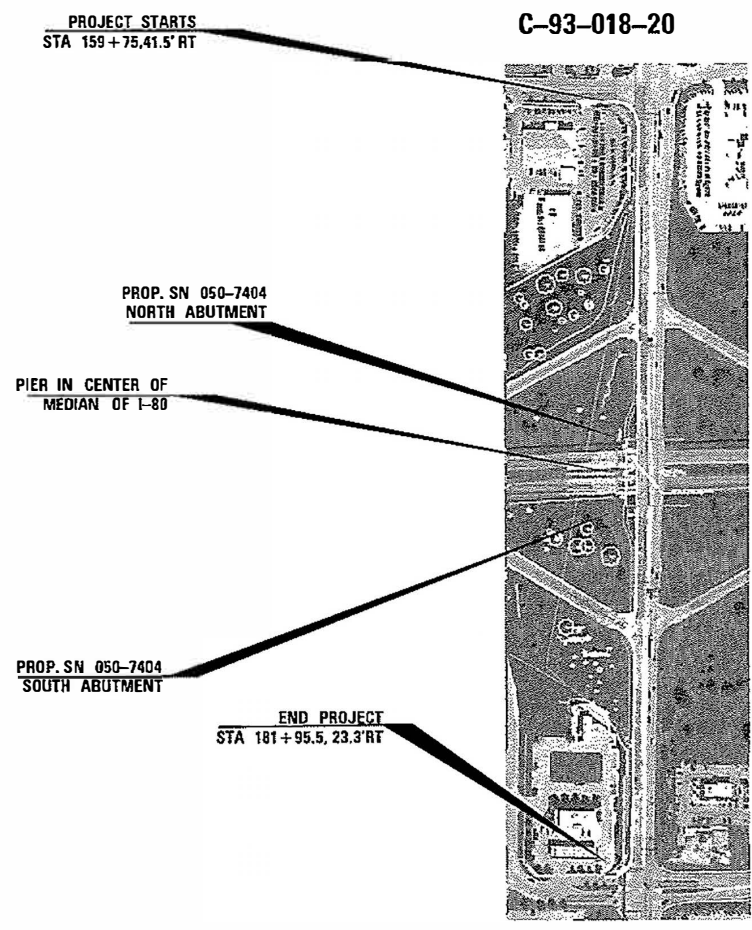 PROJECT STARTS
STA 159+75,41.5' RT
C-93-018-20
PROP. SN 050-7404
NORTH ABUTMENT
PIER IN CENTER OF
MEDIAN OF I-80
PROP. SN 050-7404
SOUTH ABUTMENT
END PROJECT
STA 181+95.5, 23.3'RT